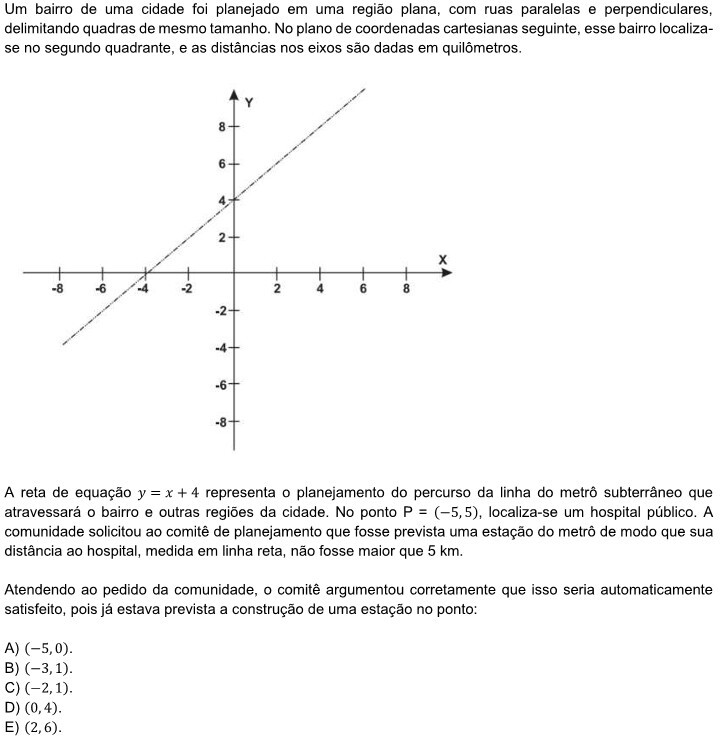 Um bairro de uma cidade foi planejado em uma região plana, com ruas paralelas e perpendiculares,
delimitando quadras de mesmo tamanho. No plano de coordenadas cartesianas seguinte, esse bairro localiza-
se no segundo quadrante, e as distâncias nos eixos são dadas em quilômetros.
Y
8
6
4
2
X
-8 -6 -4 -2 2 4 6 8
-2
-4
-6
-8
A reta de equação y = x + 4 representa o planejamento do percurso da linha do metrô subterrâneo que
atravessará o bairro e outras regiões da cidade. No ponto P = (−5, 5), localiza-se um hospital público. A
comunidade solicitou ao comitê de planejamento que fosse prevista uma estação do metrô de modo que sua
distância ao hospital, medida em linha reta, não fosse maior que 5 km.
Atendendo ao pedido da comunidade, o comitê argumentou corretamente que isso seria automaticamente
satisfeito, pois já estava prevista a construção de uma estação no ponto:
A) (−5, 0).
B) (−3, 1).
C) (−2, 1).
D) (0, 4).
E) (2, 6).